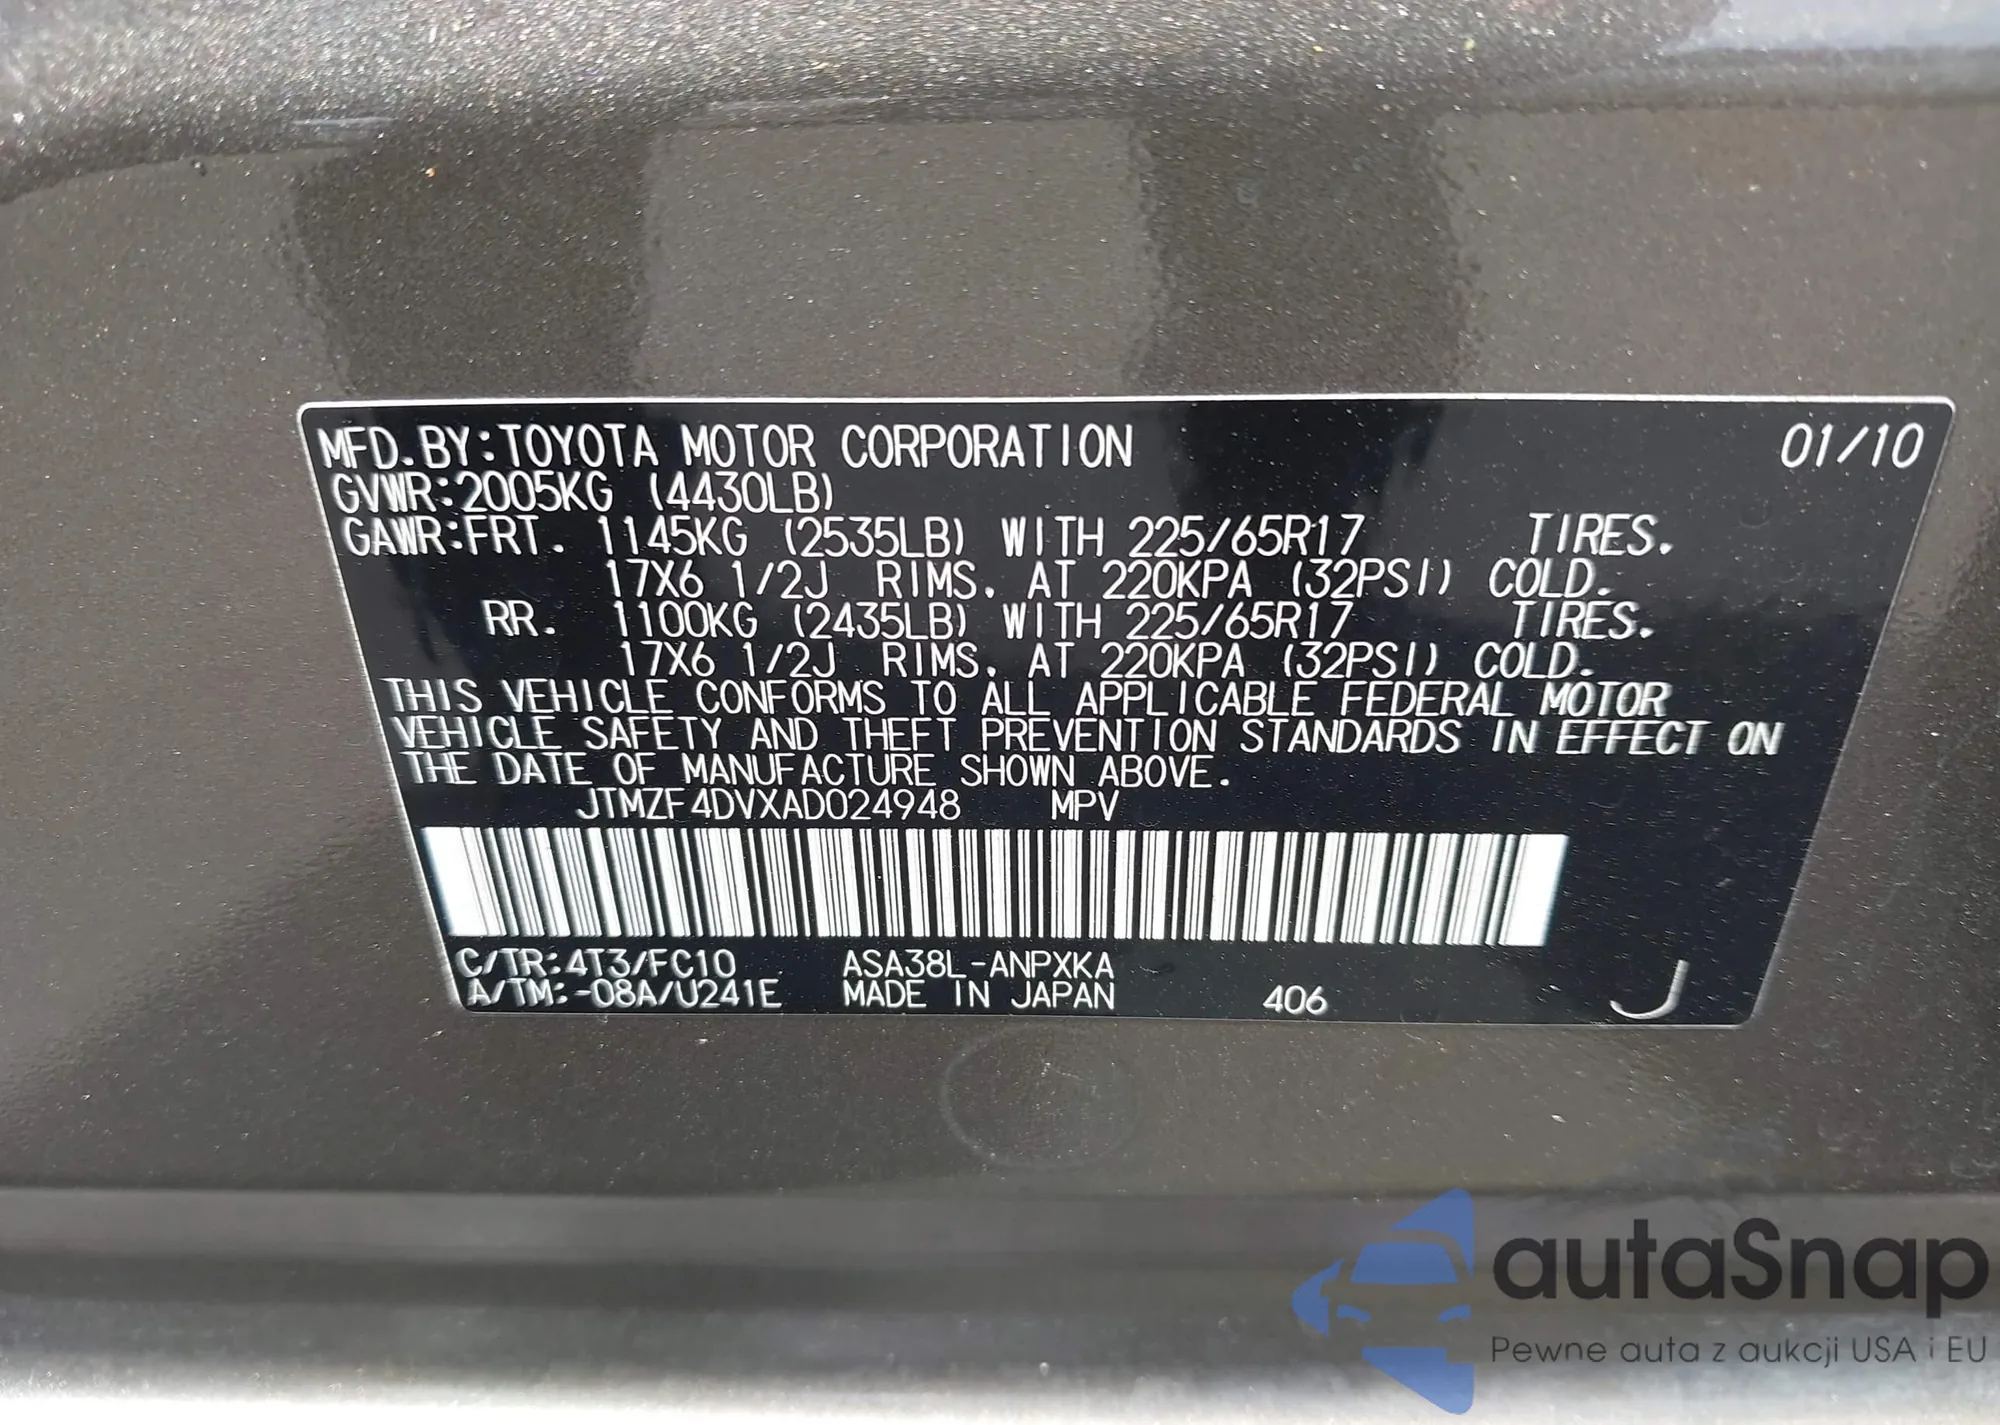 MFD.BY:TOYOTA MOTOR CORPORATION 01/10
GVWR:2005KG (4430LB)
GAWR:FRT. 1145KG (2535LB) WITH 225/65R17 TIRES.
17X6 1/2J RIMS. AT 220KPA (32PSI) COLD.
RR. 1100KG (2435LB) WITH 225/65R17 TIRES.
17X6 1/2J RIMS. AT 220KPA (32PSI) COLD.
THIS VEHICLE CONFORMS TO ALL APPLICABLE FEDERAL MOTOR
VEHICLE SAFETY AND THEFT PREVENTION STANDARDS IN EFFECT ON
THE DATE OF MANUFACTURE SHOWN ABOVE.
JTMZF4DVXAD024948 MPV
C/TR:4T3/FC10 ASA38L-ANPXKA
A/TM:-08A/U241E MADE IN JAPAN 406 J
autaSnap
Pewne auta z aukcji USA i EU